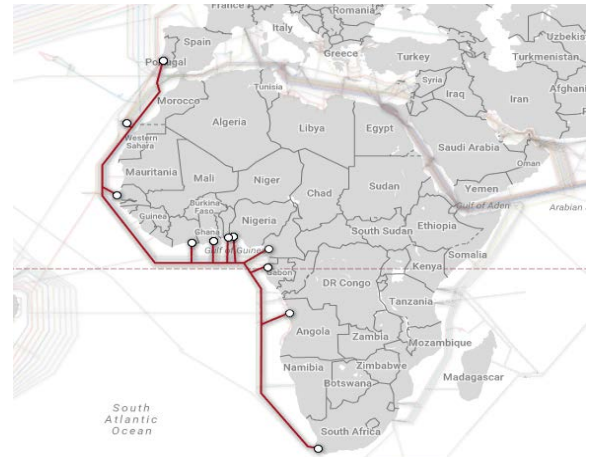 France
Romania
Italy
Spain
Uzbekis
Portugal
Greece
Turkey
Turkmenistan
Syria
Tunisia
Morocco
Iraq
Iran
Afghani
Algeria
Libya
Egypt
Western
Sahara
Saudi Arabia
Oman
Mauritania
Mali
Niger
Chad
Sudan
Yemen
Gulf of Aden
Arabian
Burkina
Faso
Guinea
Ghana
Nigeria
South Sudan
Ethiopia
Gulf of Guinea
Somalia
Gabon
Kenya
DR Congo
Tanzania
Angola
Zambia
Mozambique
Namibia
Zimbabwe
Botswana
Madagascar
South
Atlantic
Ocean
South Africa